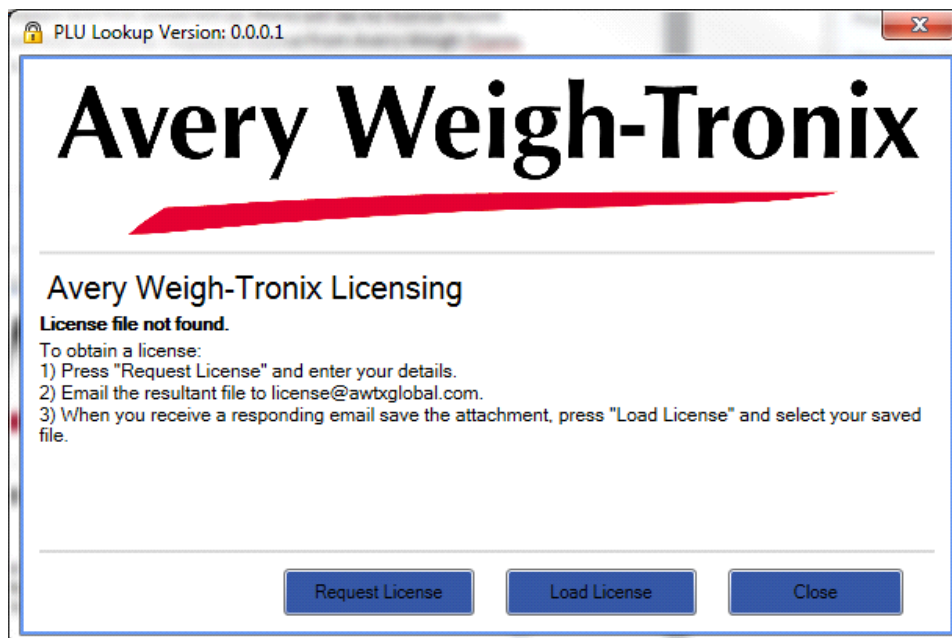 PLU Lookup Version: 0.0.0.1
Avery Weigh-Tronix
Avery Weigh-Tronix Licensing
License file not found.
To obtain a license:
1) Press "Request License" and enter your details.
2) Email the resultant file to license@awtxglobal.com.
3) When you receive a responding email save the attachment, press "Load License" and select your saved
file.
Request License
Load License
Close